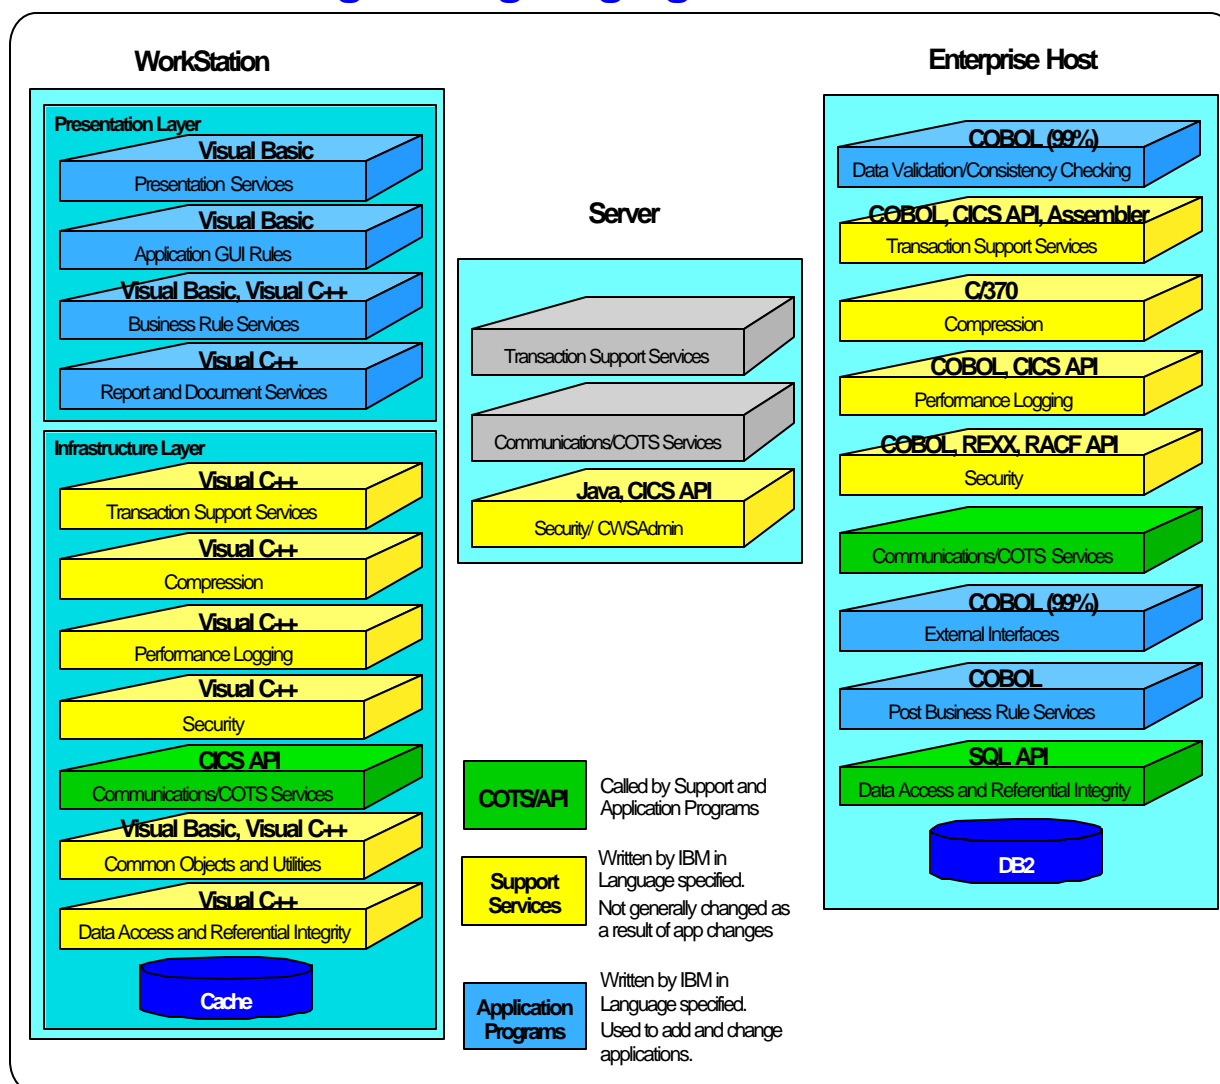 WorkStation
Presentation Layer
Visual Basic
Presentation Services
Visual Basic
Application GUI Rules
Visual Basic, Visual C++
Business Rule Services
Visual C++
Report and Document Services
Infrastructure Layer
Visual C++
Transaction Support Services
Visual C++
Compression
Visual C++
Performance Logging
Visual C++
Security
CICS API
Communications/COTS Services
Visual Basic, Visual C++
Common Objects and Utilities
Visual C++
Data Access and Referential Integrity
Cache
Server
Transaction Support Services
Communications/COTS Services
Java, CICS API
Security/ CWSAdmin
COTS/API
Called by Support and
Application Programs
Support
Services
Written by IBM in
Language specified.
Not generally changed as
a result of app changes
Application
Programs
Written by IBM in
Language specified.
Used to add and change
applications.
Enterprise Host
COBOL (99%)
Data Validation/Consistency Checking
COBOL, CICS API, Assembler
Transaction Support Services
C/370
Compression
COBOL, CICS API
Performance Logging
COBOL, REXX, RACF API
Security
Communications/COTS Services
COBOL (99%)
External Interfaces
COBOL
Post Business Rule Services
SQL API
Data Access and Referential Integrity
DB2